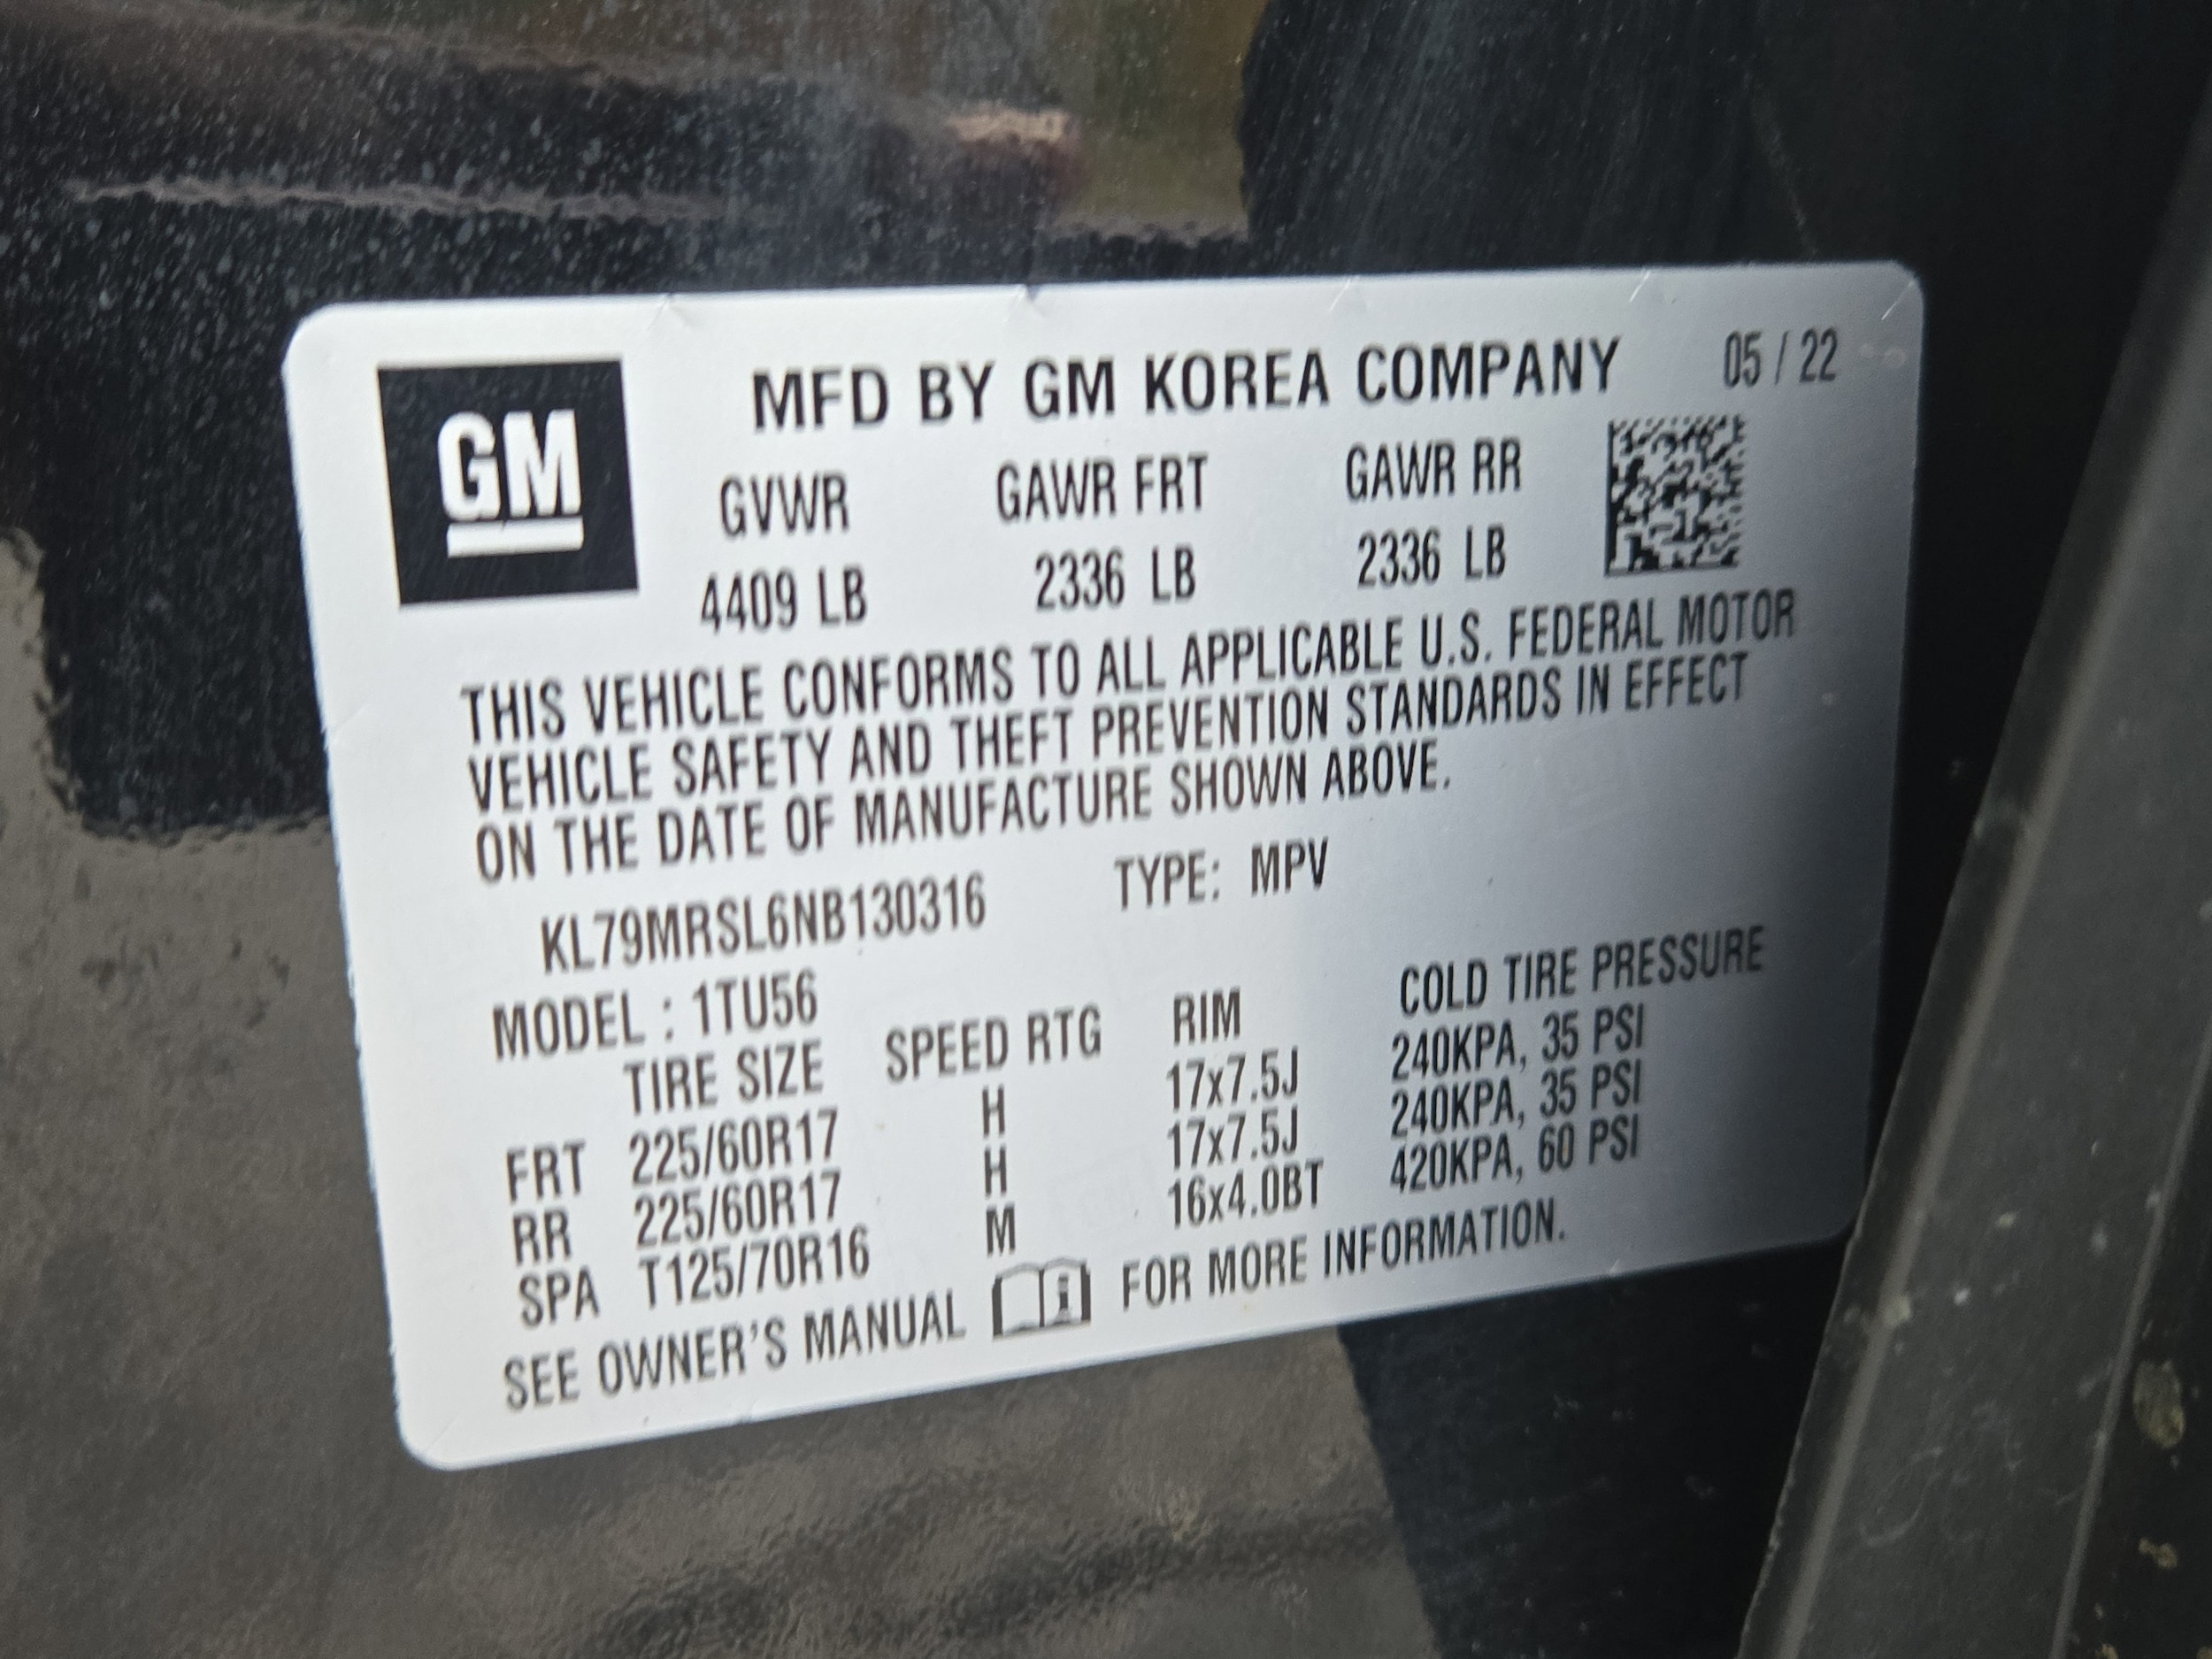 GM
MFD BY GM KOREA COMPANY 05 / 22
GVWR GAWR FRT GAWR RR
4409 LB 2336 LB 2336 LB
THIS VEHICLE CONFORMS TO ALL APPLICABLE U.S. FEDERAL MOTOR
VEHICLE SAFETY AND THEFT PREVENTION STANDARDS IN EFFECT
ON THE DATE OF MANUFACTURE SHOWN ABOVE.
KL79MRSL6NB130316 TYPE: MPV
MODEL : 1TU56
TIRE SIZE SPEED RTG RIM COLD TIRE PRESSURE
FRT 225/60R17 H 17x7.5J 240KPA, 35 PSI
RR 225/60R17 H 17x7.5J 240KPA, 35 PSI
SPA T125/70R16 M 16x4.0BT 420KPA, 60 PSI
SEE OWNER'S MANUAL i FOR MORE INFORMATION.